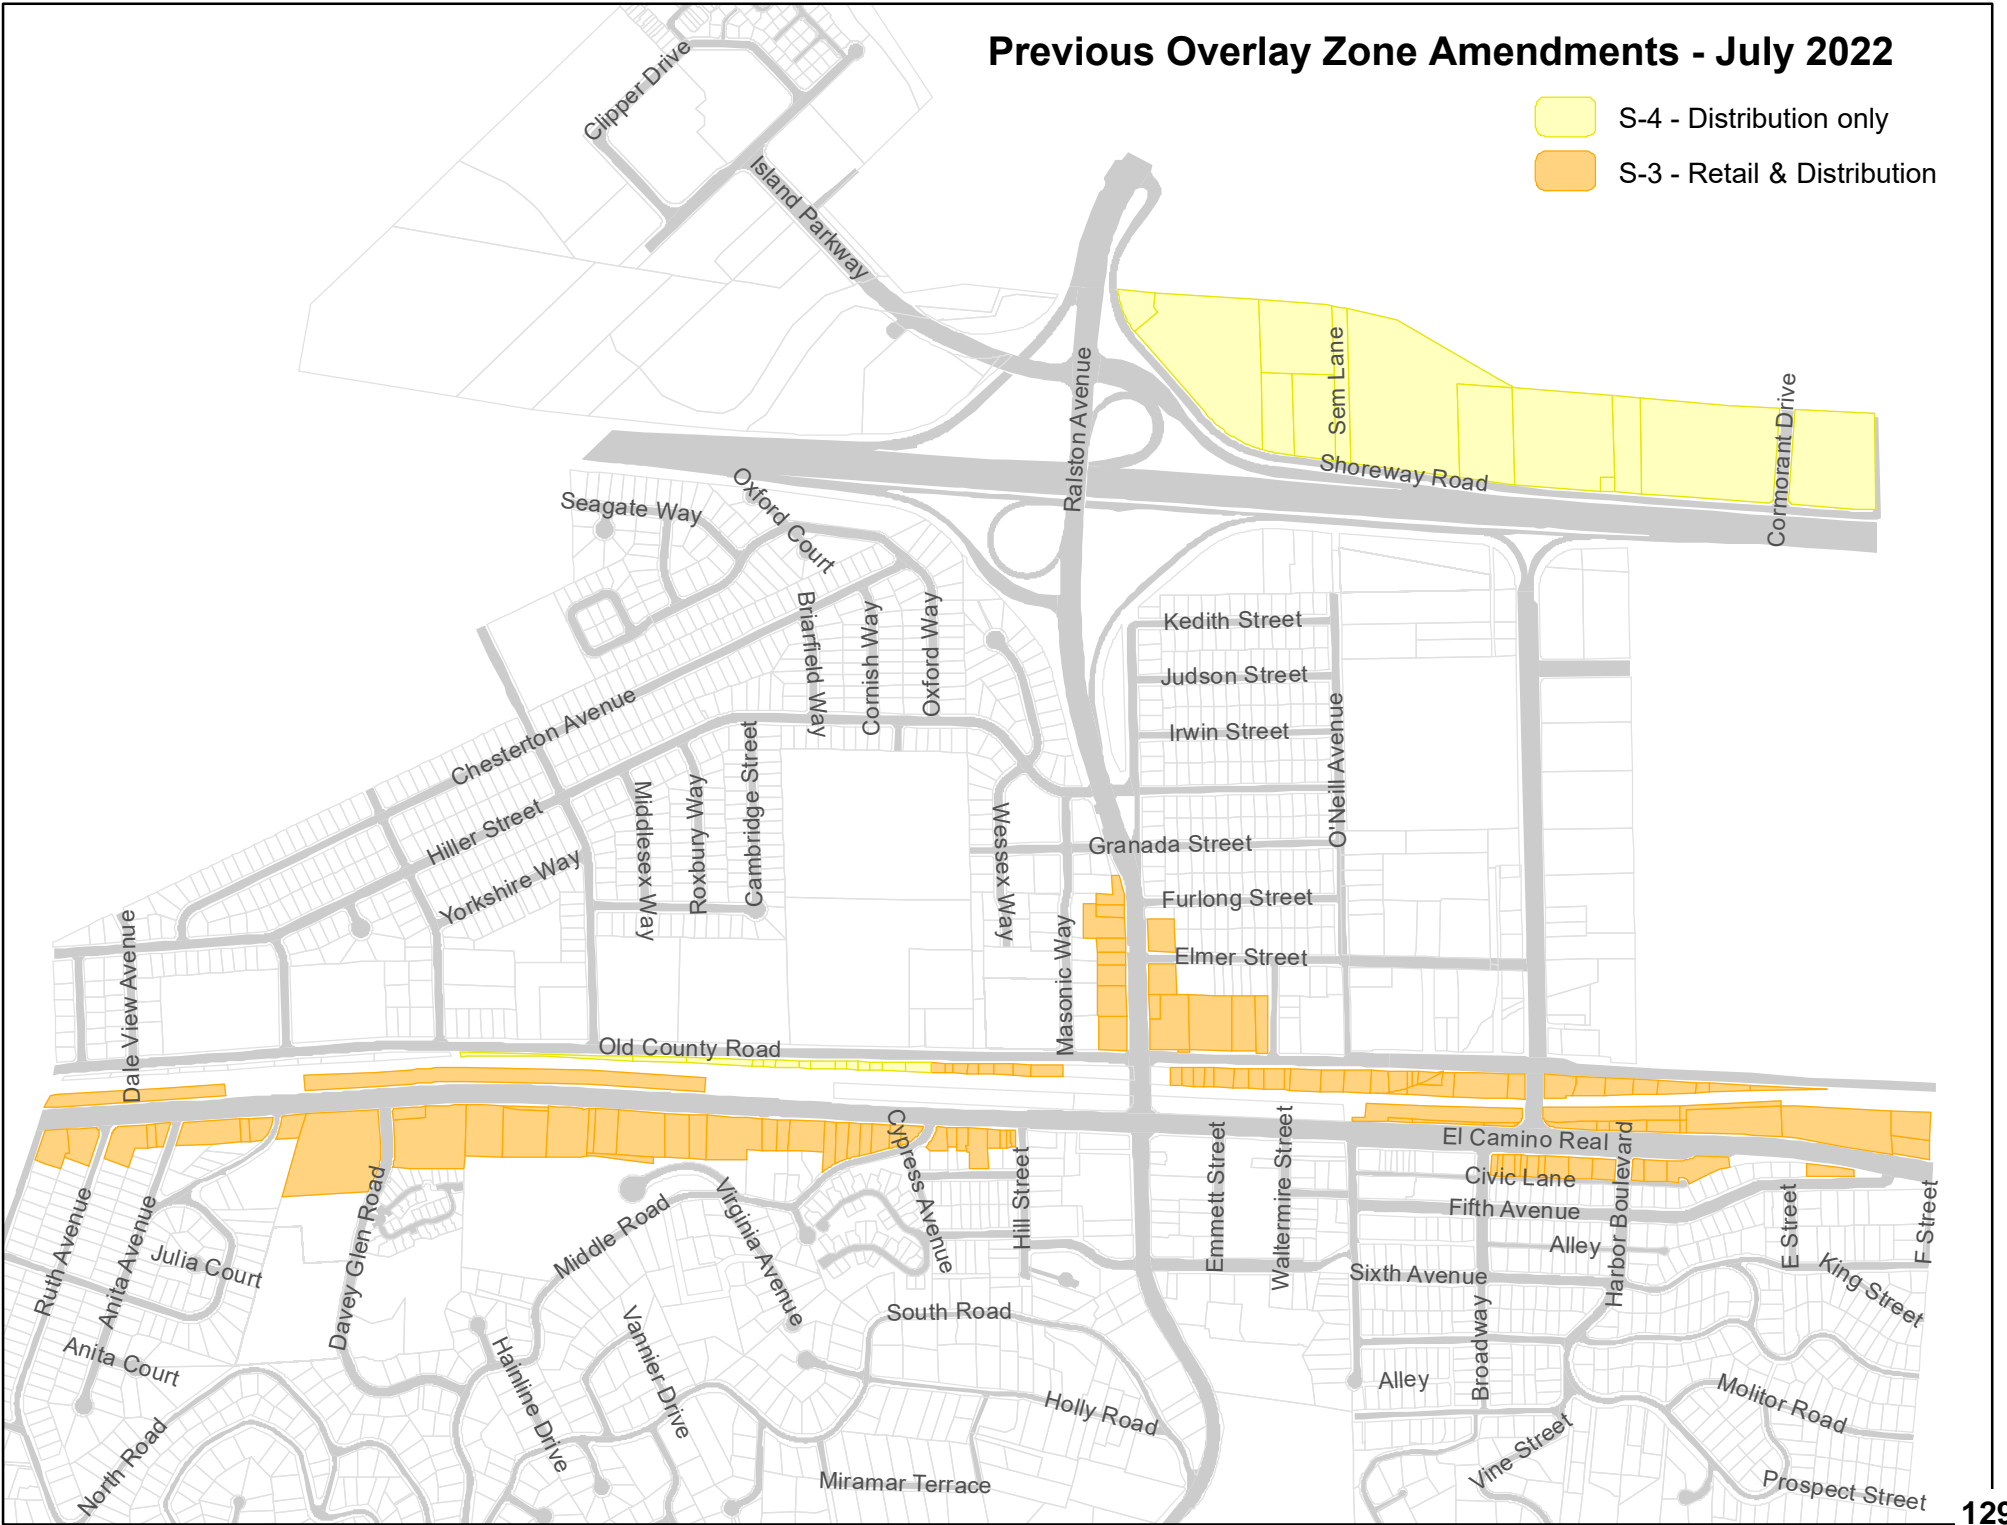 Previous Overlay Zone Amendments - July 2022
S-4 - Distribution only
S-3 - Retail & Distribution
Clipper Drive
Island Parkway
Ralston Avenue
Sem Lane
Shoreway Road
Cormorant Drive
Seagate Way
Oxford Court
Briarfield Way
Cornish Way
Oxford Way
Kedith Street
Judson Street
Irwin Street
O'Neill Avenue
Chesterton Avenue
Hiller Street
Yorkshire Way
Middlesex Way
Roxbury Way
Cambridge Street
Wessex Way
Granada Street
Furlong Street
Elmer Street
Masonic Way
Dale View Avenue
Old County Road
El Camino Real
Civic Lane
Fifth Avenue
Alley
Sixth Avenue
Harbor Boulevard
Broadway
Alley
E Street
F Street
King Street
Molitor Road
Prospect Street
Vine Street
Emmett Street
Waltermire Street
Hill Street
Cypress Avenue
Virginia Avenue
Middle Road
South Road
Holly Road
Miramar Terrace
Vannier Drive
Hainline Drive
Davey Glen Road
Ruth Avenue
Anita Avenue
Julia Court
Anita Court
North Road
129